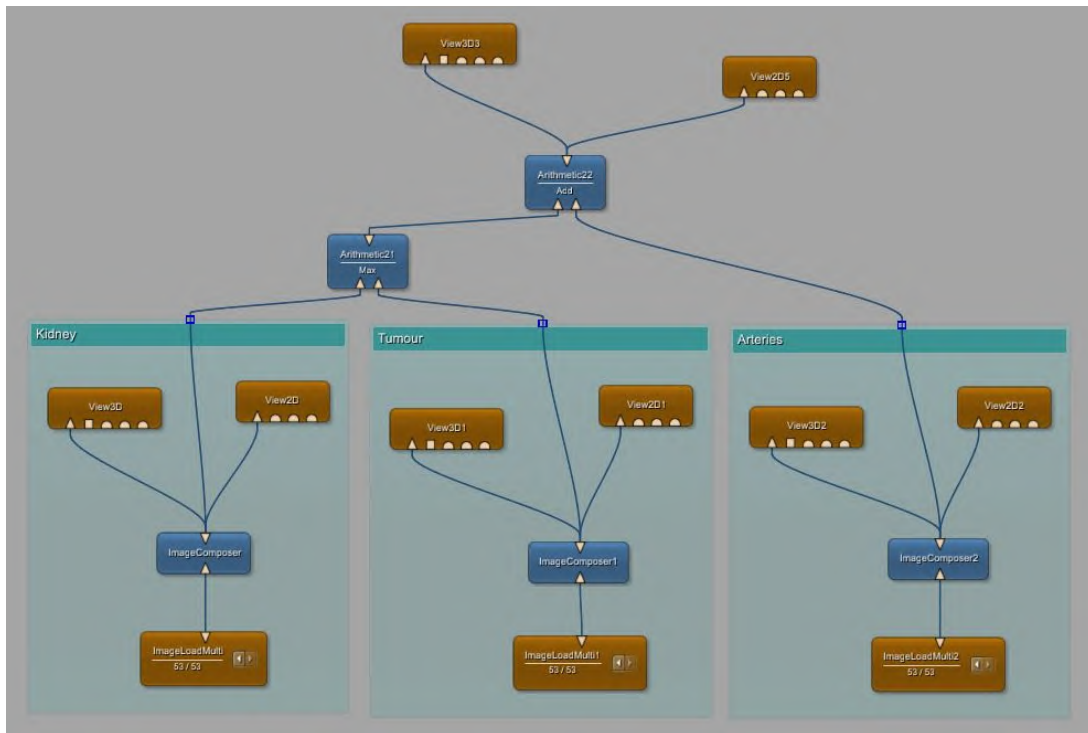 View3D3
View2D5
Arithmetic22
Add
Arithmetic21
Max
Kidney
Tumour
Arteries
View3D
View2D
View3D1
View2D1
View3D2
View2D2
ImageComposer
ImageComposer1
ImageComposer2
ImageLoadMulti
53 / 53
ImageLoadMulti1
53 / 53
ImageLoadMulti2
53 / 53